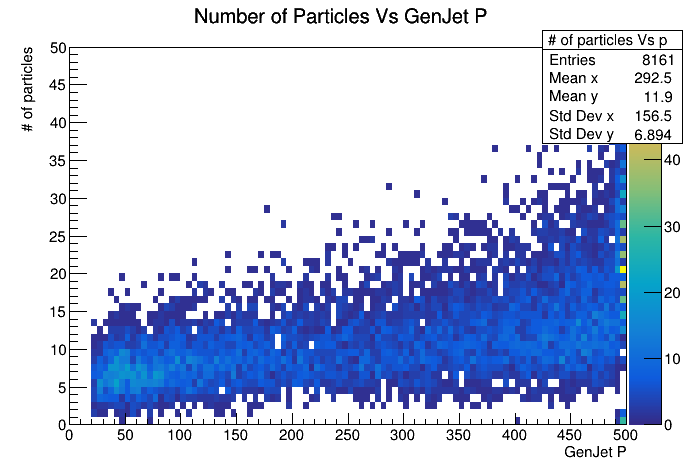 Number of Particles Vs GenJet P
# of particles Vs p
Entries 8161
Mean x 292.5
Mean y 11.9
Std Dev x 156.5
Std Dev y 6.894
# of particles
50
45
40
35
30
25
20
15
10
5
0
40
30
20
10
0
0 50 100 150 200 250 300 350 400 450 500
GenJet P